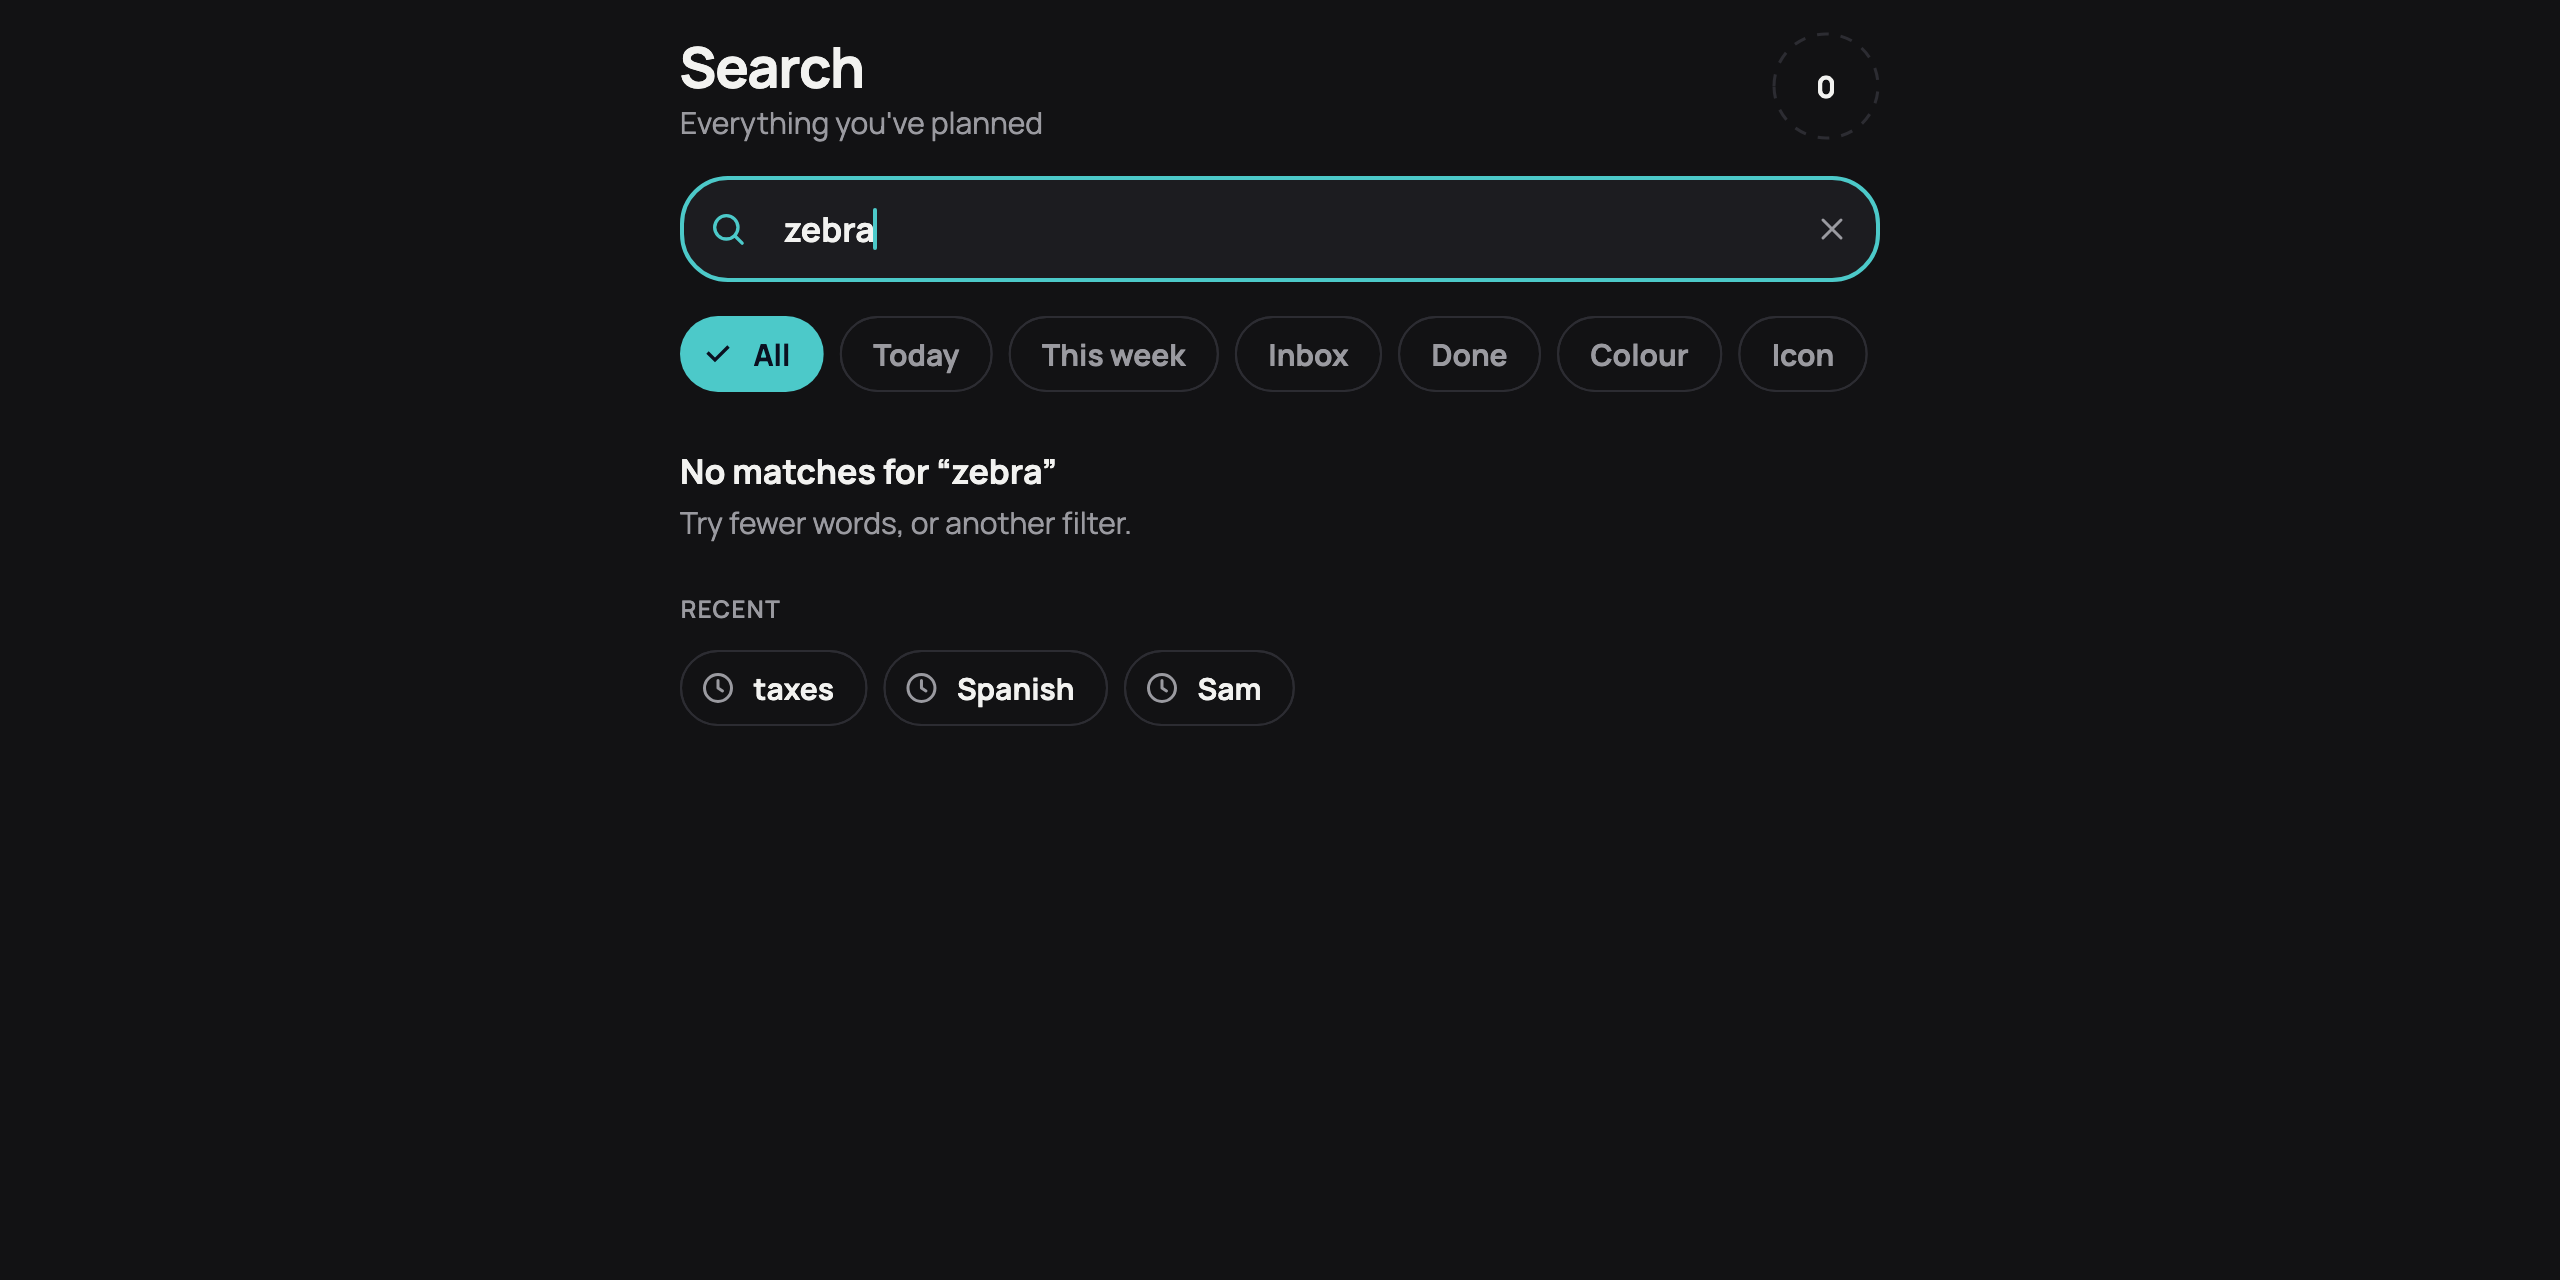 Search
0
Everything you've planned
zebra
All Today This week Inbox Done Colour Icon
No matches for “zebra”
Try fewer words, or another filter.
RECENT
taxes Spanish Sam